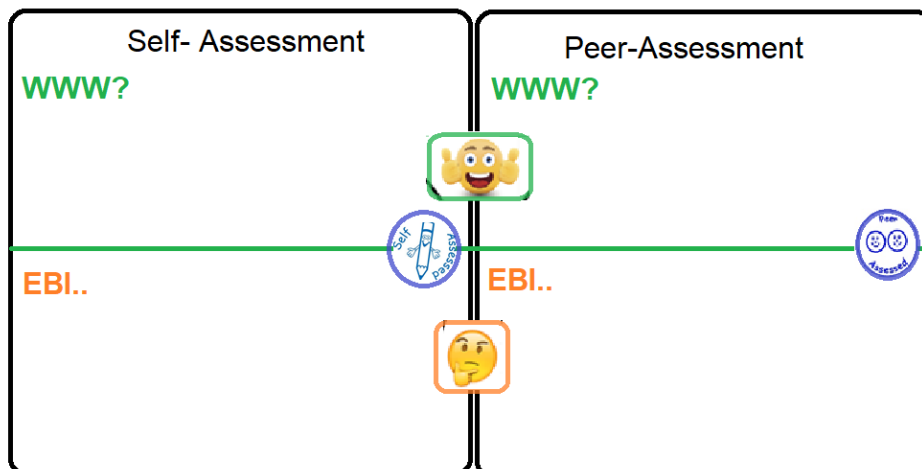 Self- Assessment
WWW?
Self
Assessed
EBI..
Peer-Assessment
WWW?
Peer
Assessed
EBI..